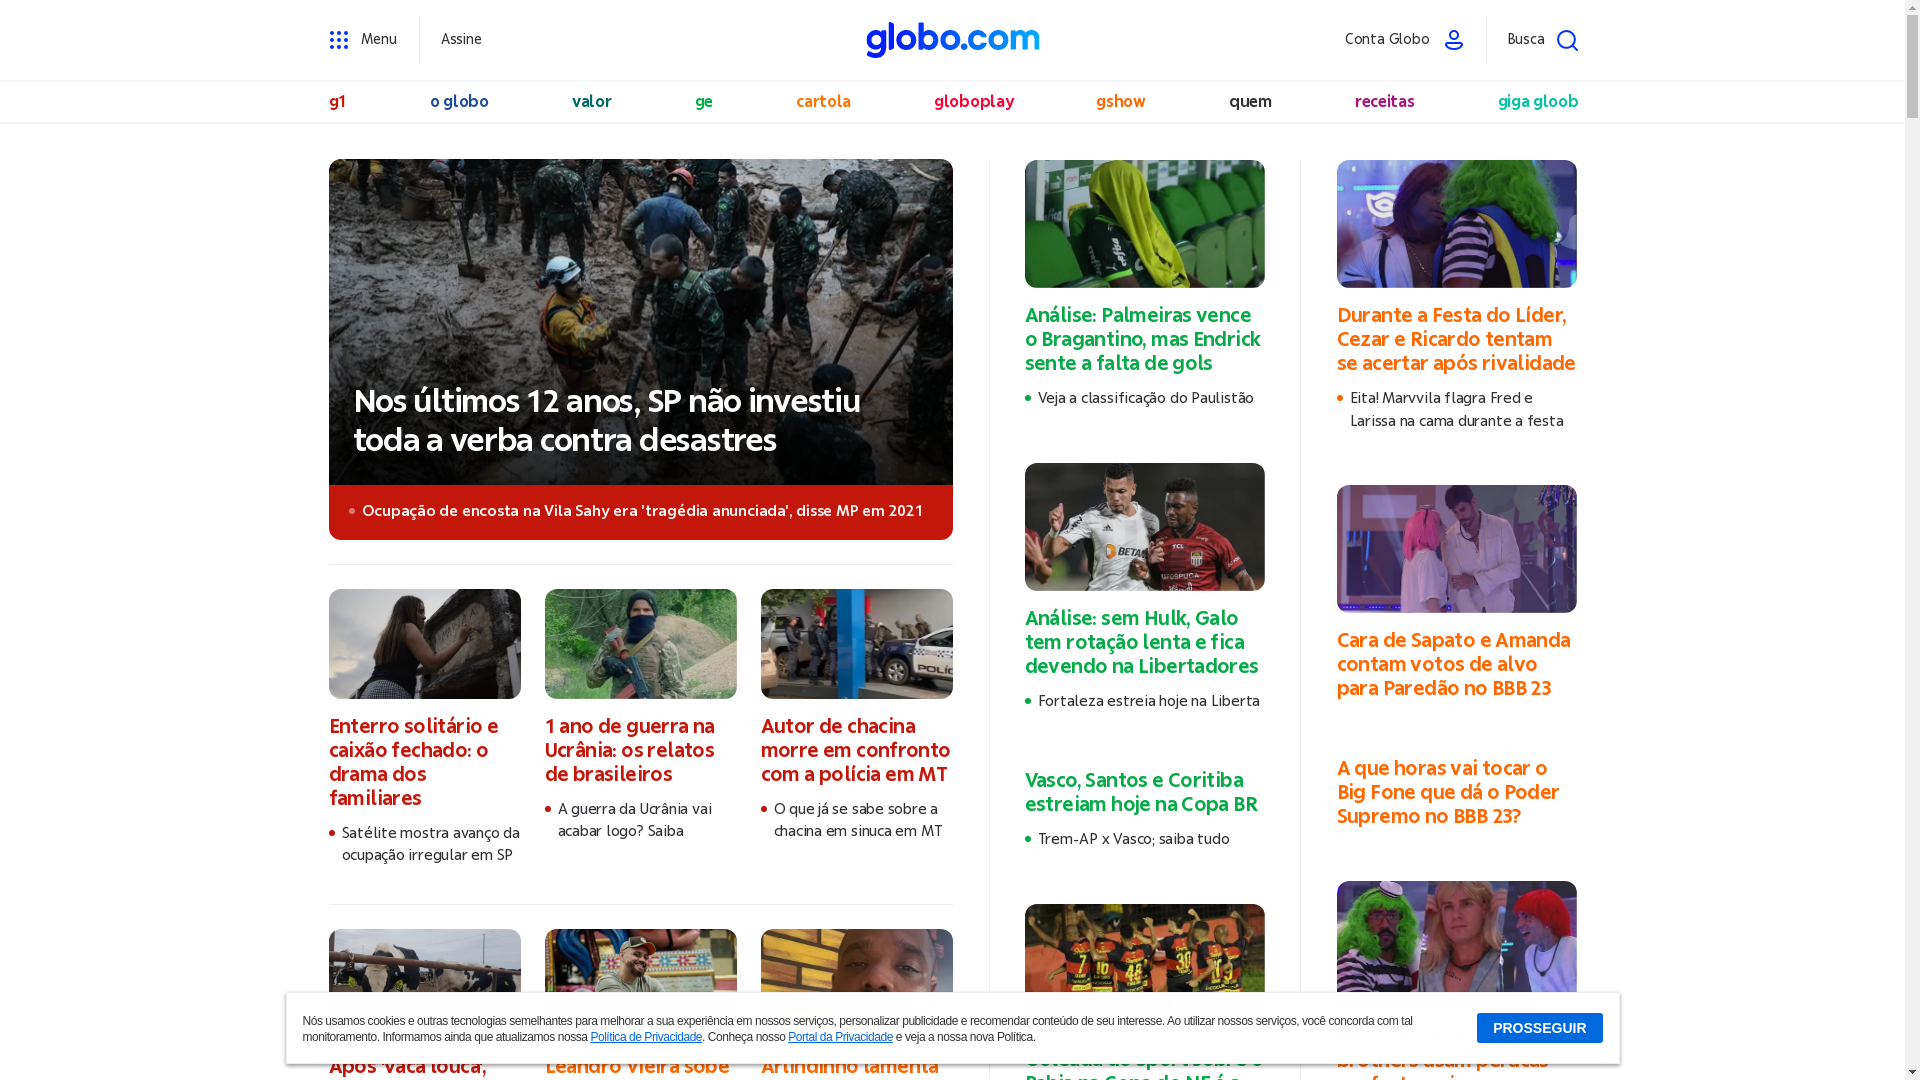 Menu
Assine
globo.com
Conta Globo
Busca
g1
o globo
valor
ge
cartola
globoplay
gshow
quem
receitas
giga gloob
Nos últimos 12 anos, SP não investiu
toda a verba contra desastres
Ocupação de encosta na Vila Sahy era 'tragédia anunciada', disse MP em 2021
Enterro solitário e
caixão fechado: o
drama dos
familiares
Satélite mostra avanço da
ocupação irregular em SP
1 ano de guerra na
Ucrânia: os relatos
de brasileiros
A guerra da Ucrânia vai
acabar logo? Saiba
Autor de chacina
morre em confronto
com a polícia em MT
O que já se sabe sobre a
chacina em sinuca em MT
Após 'vaca louca',
Leandro Vieira sobe
Arlindinho lamenta
Análise: Palmeiras vence
o Bragantino, mas Endrick
sente a falta de gols
Veja a classificação do Paulistão
Análise: sem Hulk, Galo
tem rotação lenta e fica
devendo na Libertadores
Fortaleza estreia hoje na Liberta
Vasco, Santos e Coritiba
estreiam hoje na Copa BR
Trem-AP x Vasco; saiba tudo
Durante a Festa do Líder,
Cezar e Ricardo tentam
se acertar após rivalidade
Eita! Marvvila flagra Fred e
Larissa na cama durante a festa
Cara de Sapato e Amanda
contam votos de alvo
para Paredão no BBB 23
A que horas vai tocar o
Big Fone que dá o Poder
Supremo no BBB 23?
Nós usamos cookies e outras tecnologias semelhantes para melhorar a sua experiência em nossos serviços, personalizar publicidade e recomendar conteúdo de seu interesse. Ao utilizar nossos serviços, você concorda com tal
monitoramento. Informamos ainda que atualizamos nossa Política de Privacidade. Conheça nosso Portal da Privacidade e veja a nossa nova Política.
PROSSEGUIR